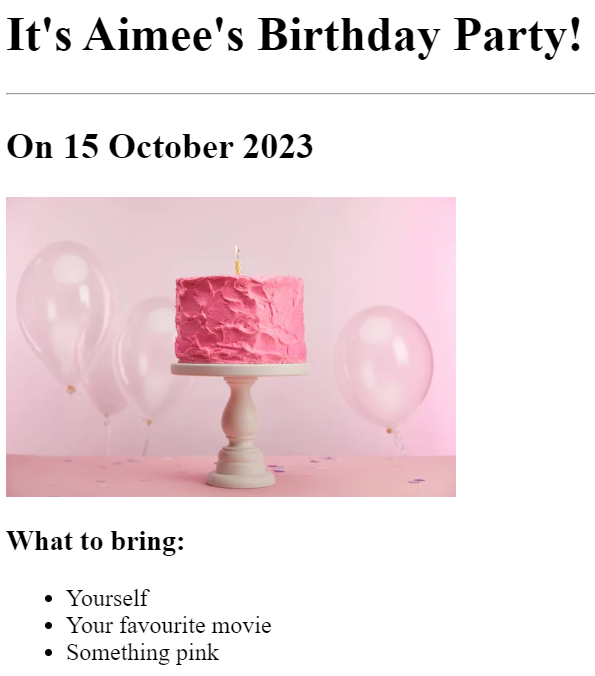 It's Aimee's Birthday Party!
On 15 October 2023
What to bring:
Yourself
Your favourite movie
Something pink